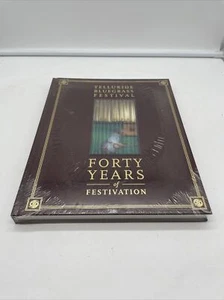 TELLURIDE
BLUEGRASS
FESTIVAL
FORTY
YEARS
of
FESTIVATION